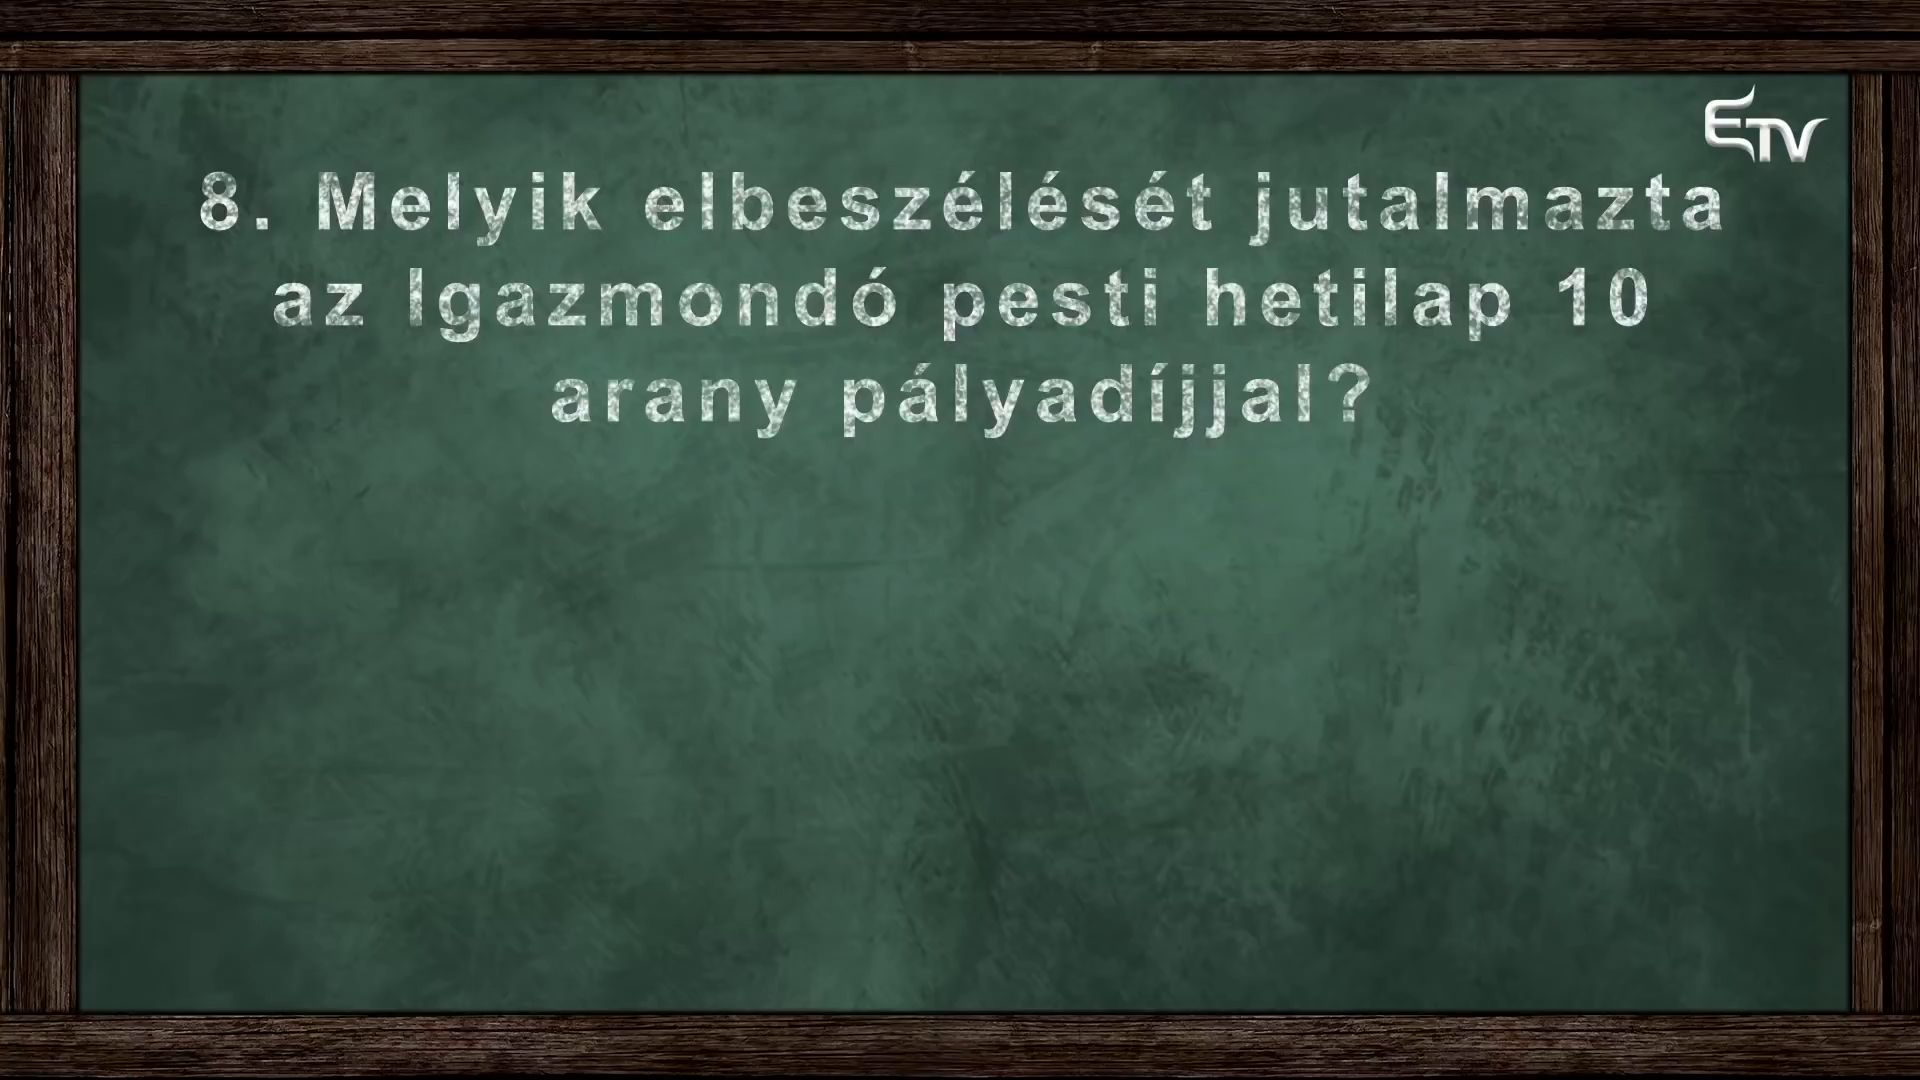 ETV
8. Melyik elbeszélését jutalmazta
az Igazmondó pesti hetilap 10
arany pályadíjjal?